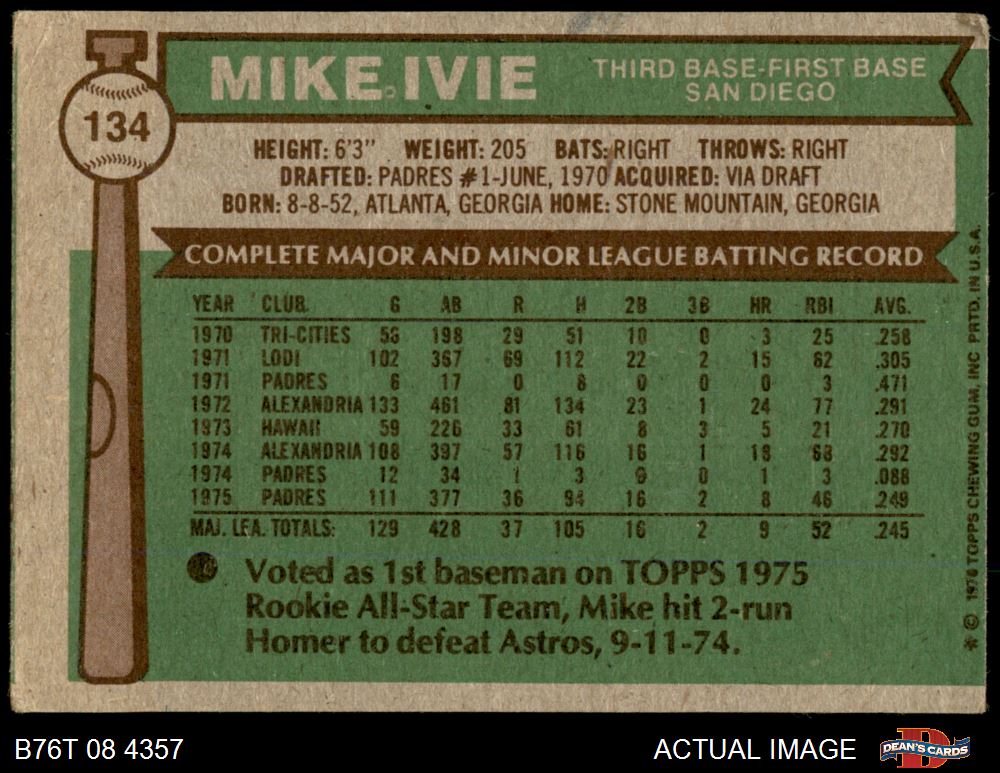 MIKE IVIE
THIRD BASE-FIRST BASE
SAN DIEGO
134
HEIGHT: 6'3" WEIGHT: 205 BATS: RIGHT THROWS: RIGHT
DRAFTED: PADRES #1-JUNE, 1970 ACQUIRED: VIA DRAFT
BORN: 8-8-52, ATLANTA, GEORGIA HOME: STONE MOUNTAIN, GEORGIA
COMPLETE MAJOR AND MINOR LEAGUE BATTING RECORD
YEAR CLUB G AB R H 2B 3B HR RBI AVG.
1970 TRI-CITIES 53 198 29 51 10 0 3 25 .258
1971 LODI 102 367 69 112 22 2 15 62 .305
1971 PADRES 6 17 0 8 0 0 0 3 .471
1972 ALEXANDRIA 133 461 81 134 23 1 24 77 .291
1973 HAWAII 59 226 33 61 8 3 5 21 .270
1974 ALEXANDRIA 108 397 57 116 16 1 18 68 .292
1974 PADRES 12 34 1 3 0 0 1 3 .088
1975 PADRES 111 377 36 94 16 2 8 46 .249
MAJ. LEA. TOTALS: 129 428 37 105 16 2 9 52 .245
Voted as 1st baseman on TOPPS 1975
Rookie All-Star Team, Mike hit 2-run
Homer to defeat Astros, 9-11-74.
* © 1976 TOPPS CHEWING GUM, INC PRTD. IN U.S.A.
B76T 08 4357
ACTUAL IMAGE
DEAN'S CARDS